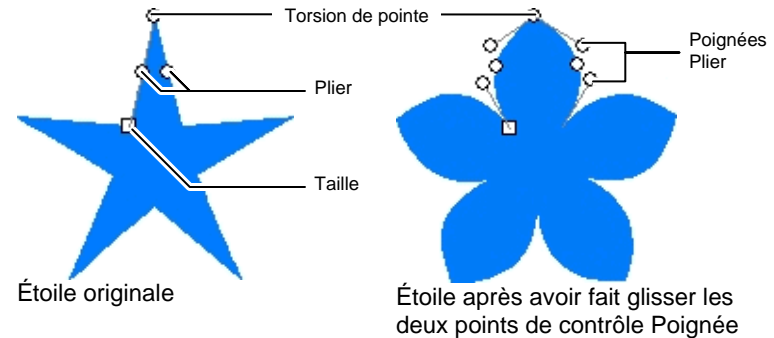 Torsion de pointe
Poignées
Plier
Plier
Taille
Étoile originale
Étoile après avoir fait glisser les
deux points de contrôle Poignée